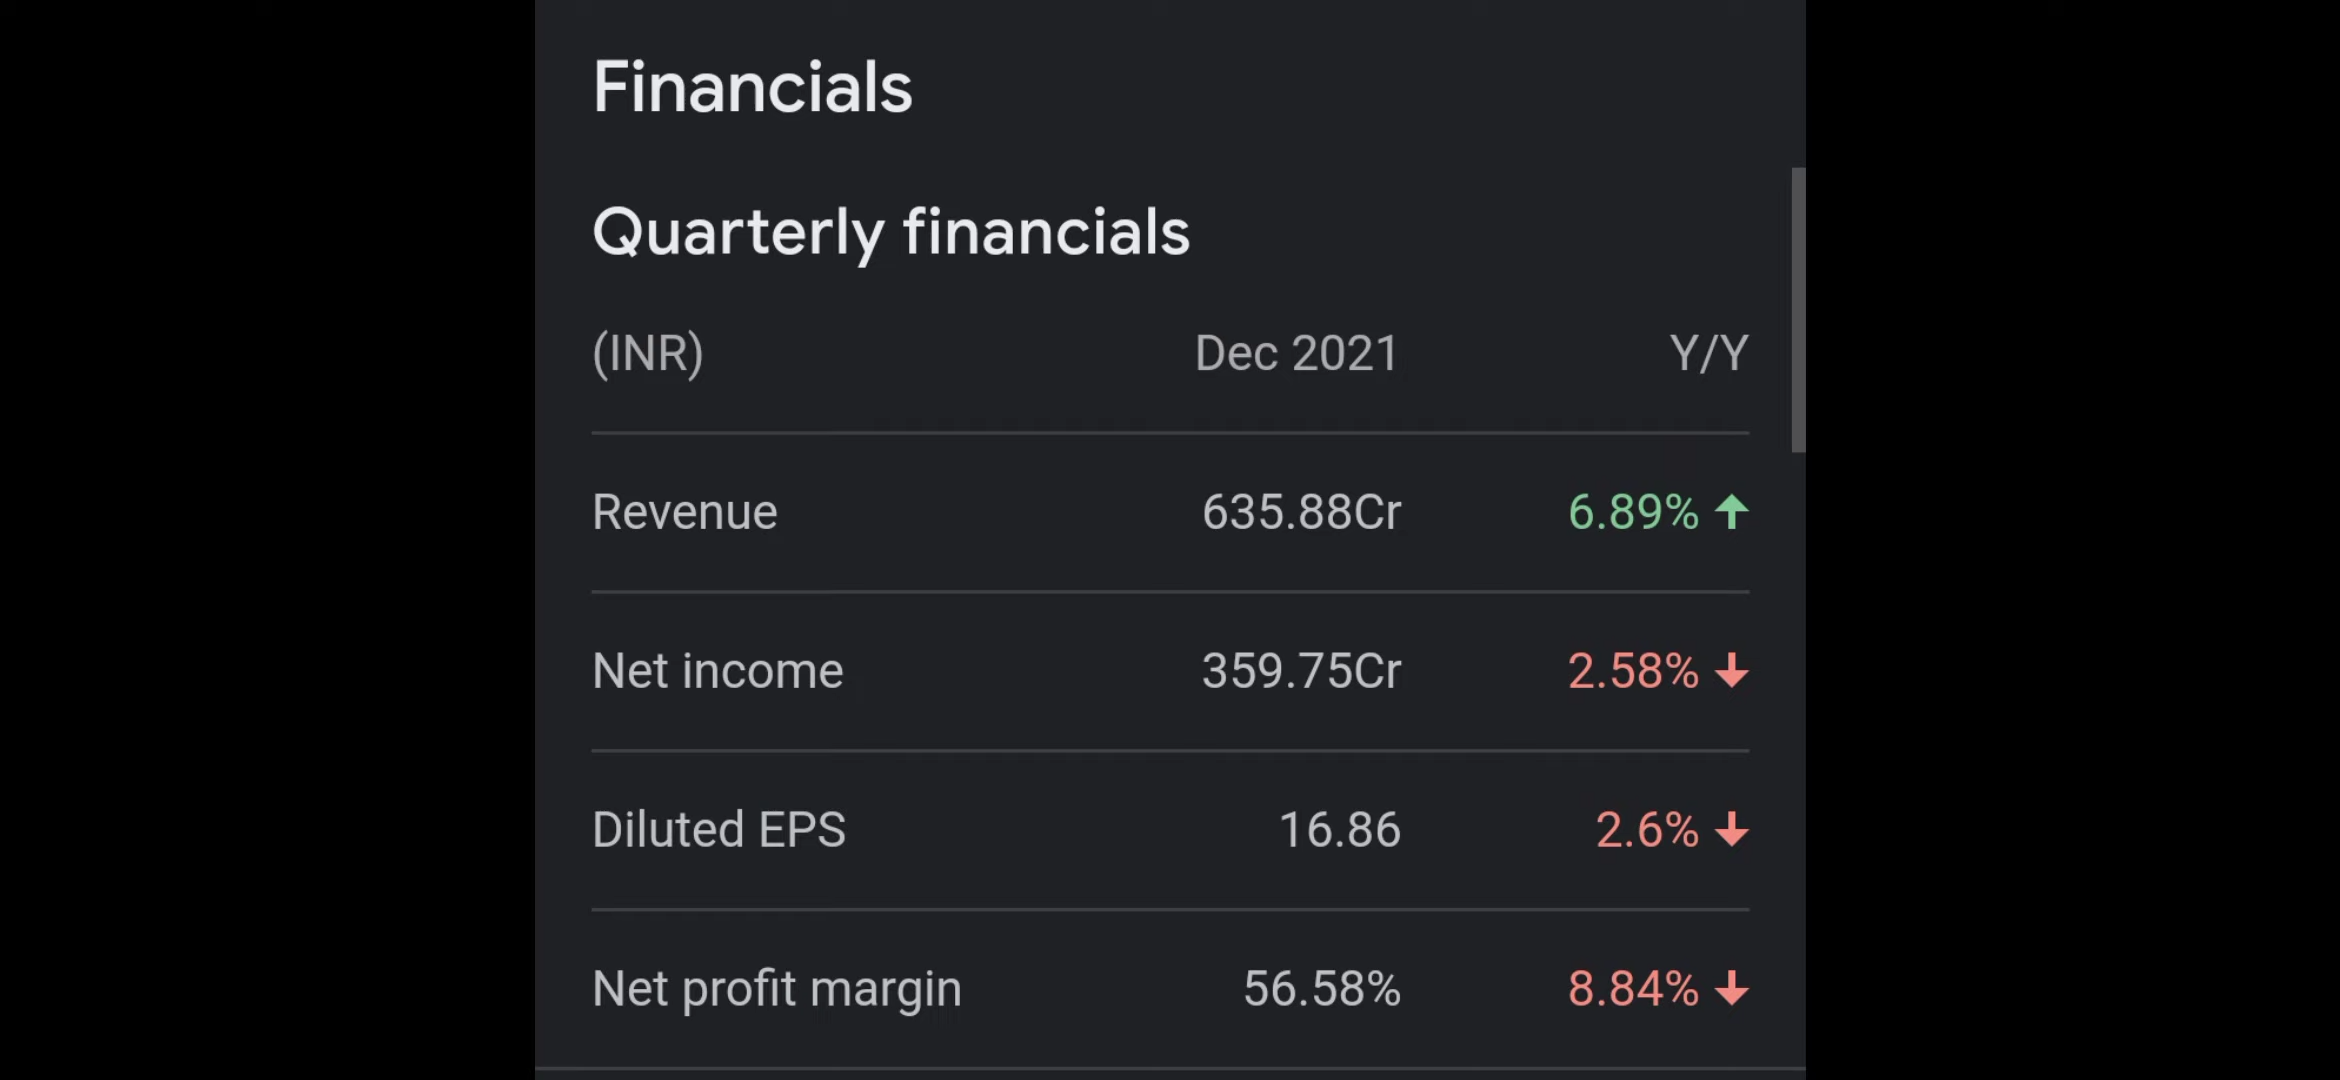 Financials
Quarterly financials
(INR) Dec 2021 Y/Y
Revenue 635.88Cr 6.89% ↑
Net income 359.75Cr 2.58% ↓
Diluted EPS 16.86 2.6% ↓
Net profit margin 56.58% 8.84% ↓